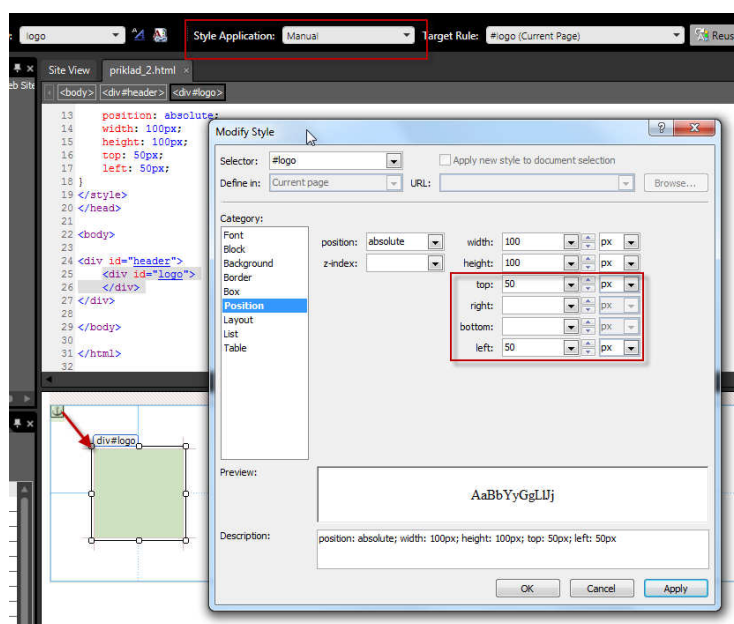 logo Style Application: Manual Target Rule: #logo (Current Page) Reus
eb Site Site View priklad_2.html ×
<body> <div#header> <div#logo>
13 position: absolute;
14 width: 100px;
15 height: 100px;
16 top: 50px;
17 left: 50px;
18 }
19 </style>
20 </head>
21
22 <body>
23
24 <div id="header">
25 <div id="logo">
26 </div>
27 </div>
28
29 </body>
30
31 </html>
32
div#logo
Modify Style
Selector: #logo Apply new style to document selection
Define in: Current page URL: Browse...
Category:
Font
Block
Background
Border
Box
Position
Layout
List
Table
position: absolute width: 100 px
z-index: height: 100 px
top: 50 px
right: px
bottom: px
left: 50 px
Preview:
AaBbYyGgLlJj
Description: position: absolute; width: 100px; height: 100px; top: 50px; left: 50px
OK Cancel Apply